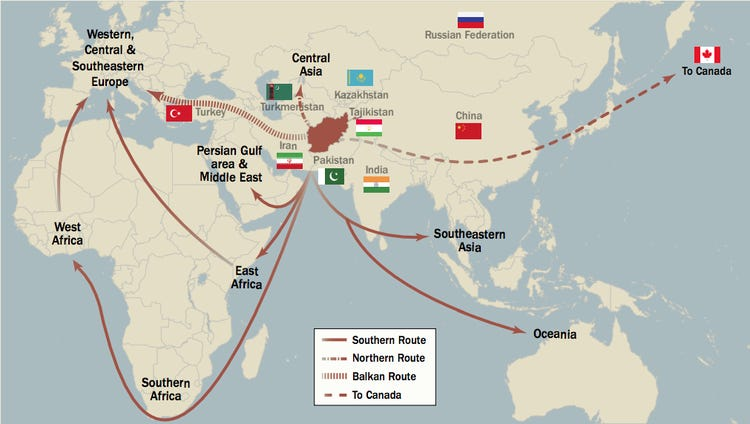 Western,
Central &
Southeastern
Europe
Central
Asia
Russian Federation
To Canada
Kazakhstan
Turkmenistan
Tajikistan
Turkey
China
Iran
Pakistan
India
Persian Gulf
area &
Middle East
West
Africa
East
Africa
Southeastern
Asia
Oceania
Southern
Africa
Southern Route
Northern Route
Balkan Route
To Canada